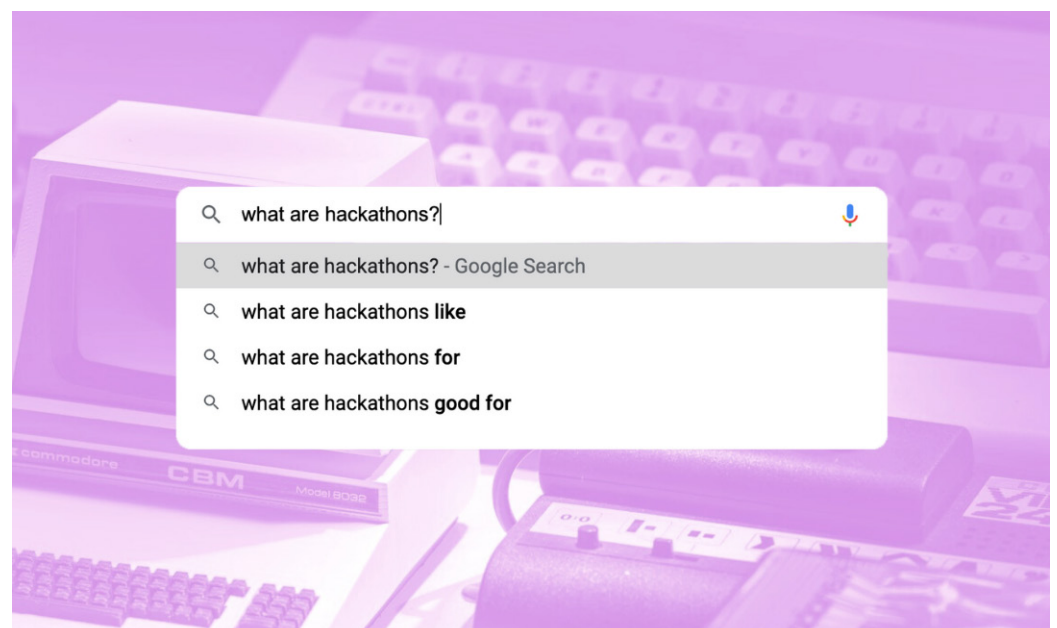 what are hackathons?
what are hackathons? - Google Search
what are hackathons like
what are hackathons for
what are hackathons good for
commodore
CBM
Model 8032